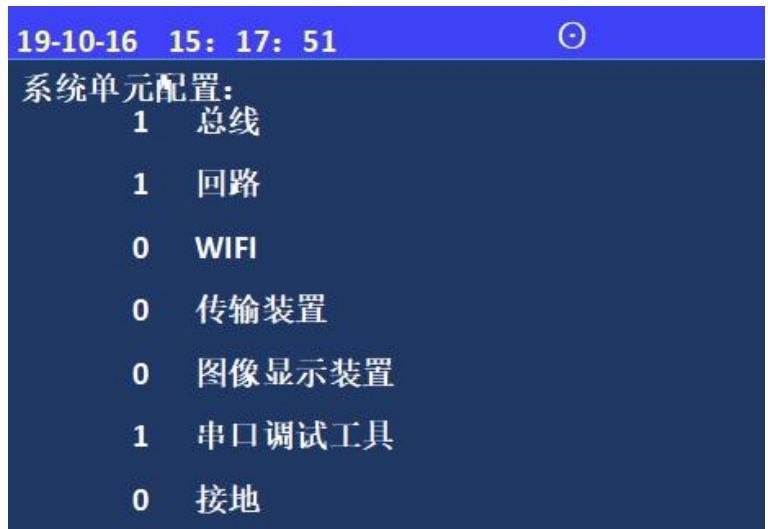 19-10-16 15：17：51
系统单元配置：
1 总线
1 回路
0 WIFI
0 传输装置
0 图像显示装置
1 串口调试工具
0 接地